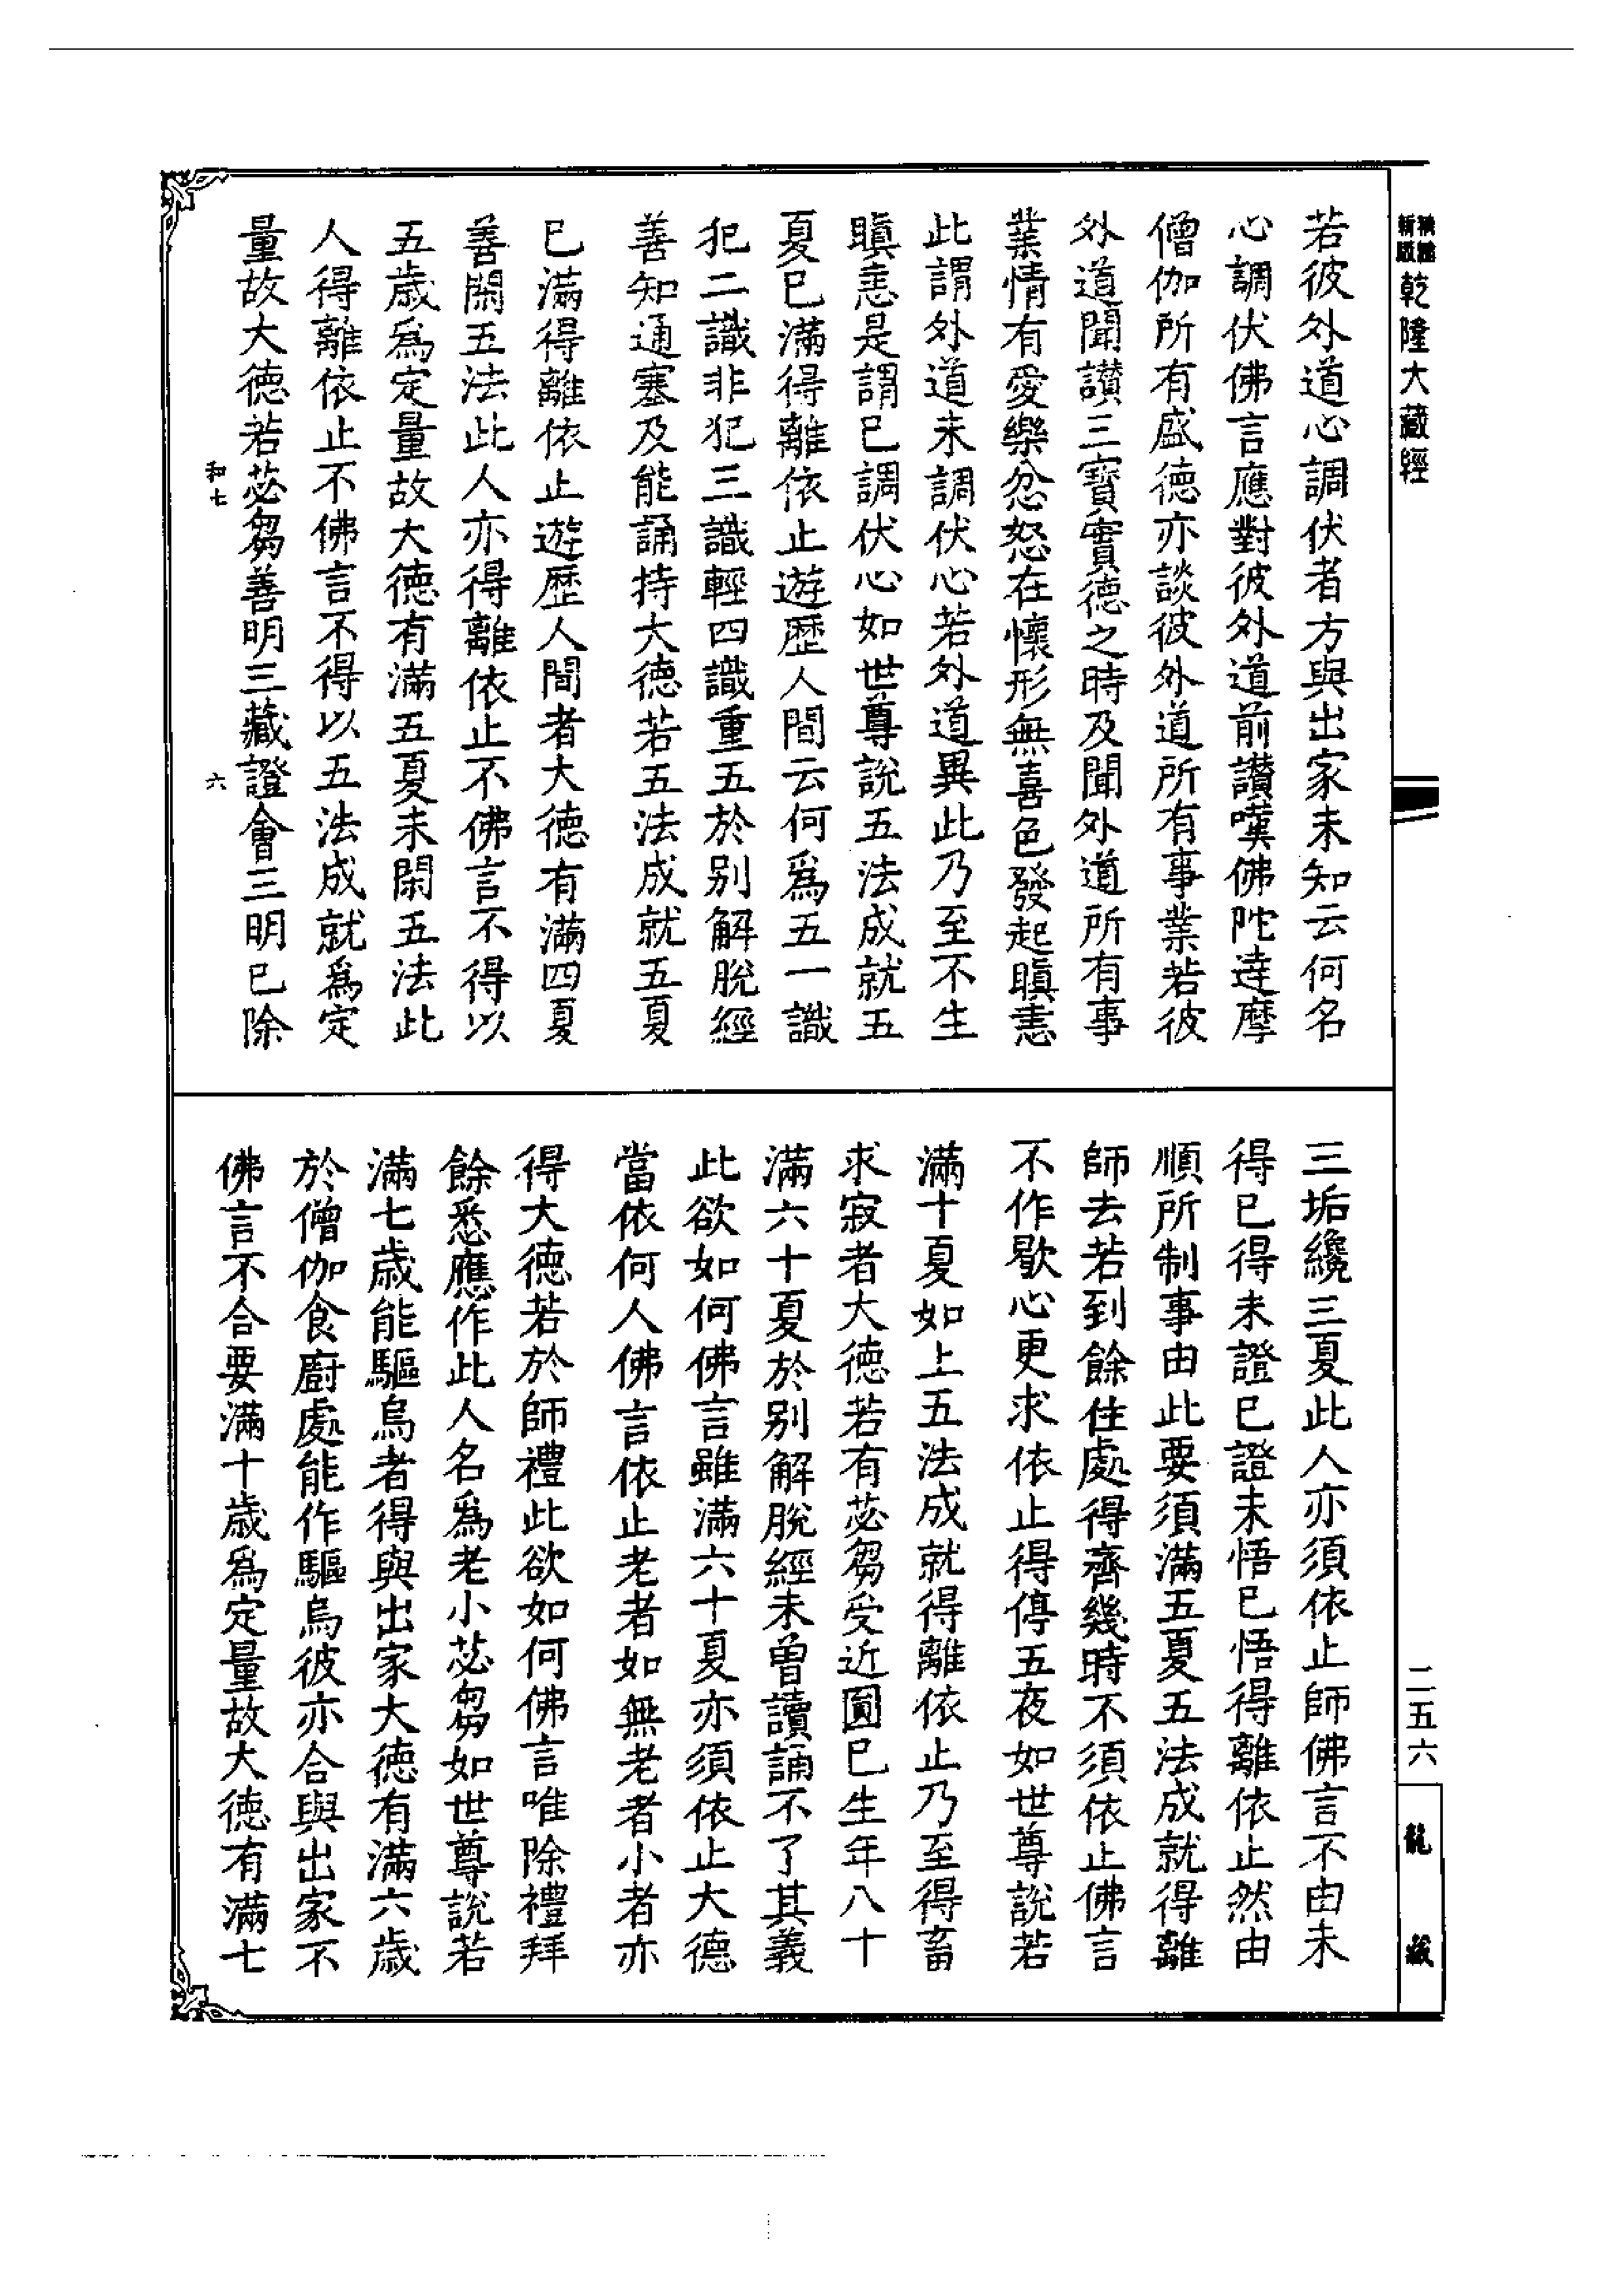 乾隆大藏經
若彼外道心調伏者方與出家未知云何名
心調伏佛言應對彼外道前讃嘆佛陀達摩
僧伽所有盛德亦談彼外道所有事業若彼
外道聞讃三寶實德之時及聞外道所有事
業情有愛樂忿怒在懷形無喜色發起瞋恚
此謂外道未調伏心若外道異此乃至不生
瞋恚是謂已調伏心如世尊說五法成就五
夏已滿得離依止遊歷人間云何爲五一識
犯二識非犯三識輕四識重五於別解脫經
善知通塞及能誦持大德若五法成就五夏
已滿得離依止遊歷人間者大德有滿四夏
善閑五法此人亦得離依止不佛言不得以
五歲爲定量故大德有滿五夏未閑五法此
人得離依止不佛言不得以五法成就爲定
量故大德若苾芻善明三藏證會三明已除
和七
六
三垢纔三夏此人亦須依止師佛言不由未
得已得未證已證未悟已悟得離依止然由
順所制事由此要須滿五夏五法成就得離
師去若到餘住處得齊幾時不須依止佛言
不作歇心更求依止得停五夜如世尊說若
滿十夏如上五法成就得離依止乃至得畜
求寂者大德若有苾芻受近圓已生年八十
滿六十夏於別解脫經未曾讀誦不了其義
此欲如何佛言雖滿六十夏亦須依止大德
當依何人佛言依止老者如無老者小者亦
得大德若於師禮此欲如何佛言唯除禮拜
餘悉應作此人名爲老小苾芻如世尊說若
滿七歲能驅烏者得與出家大德有滿六歲
於僧伽食廚處能作驅烏彼亦合與出家不
佛言不合要滿十歲爲定量故大德有滿七
二五六
龍藏